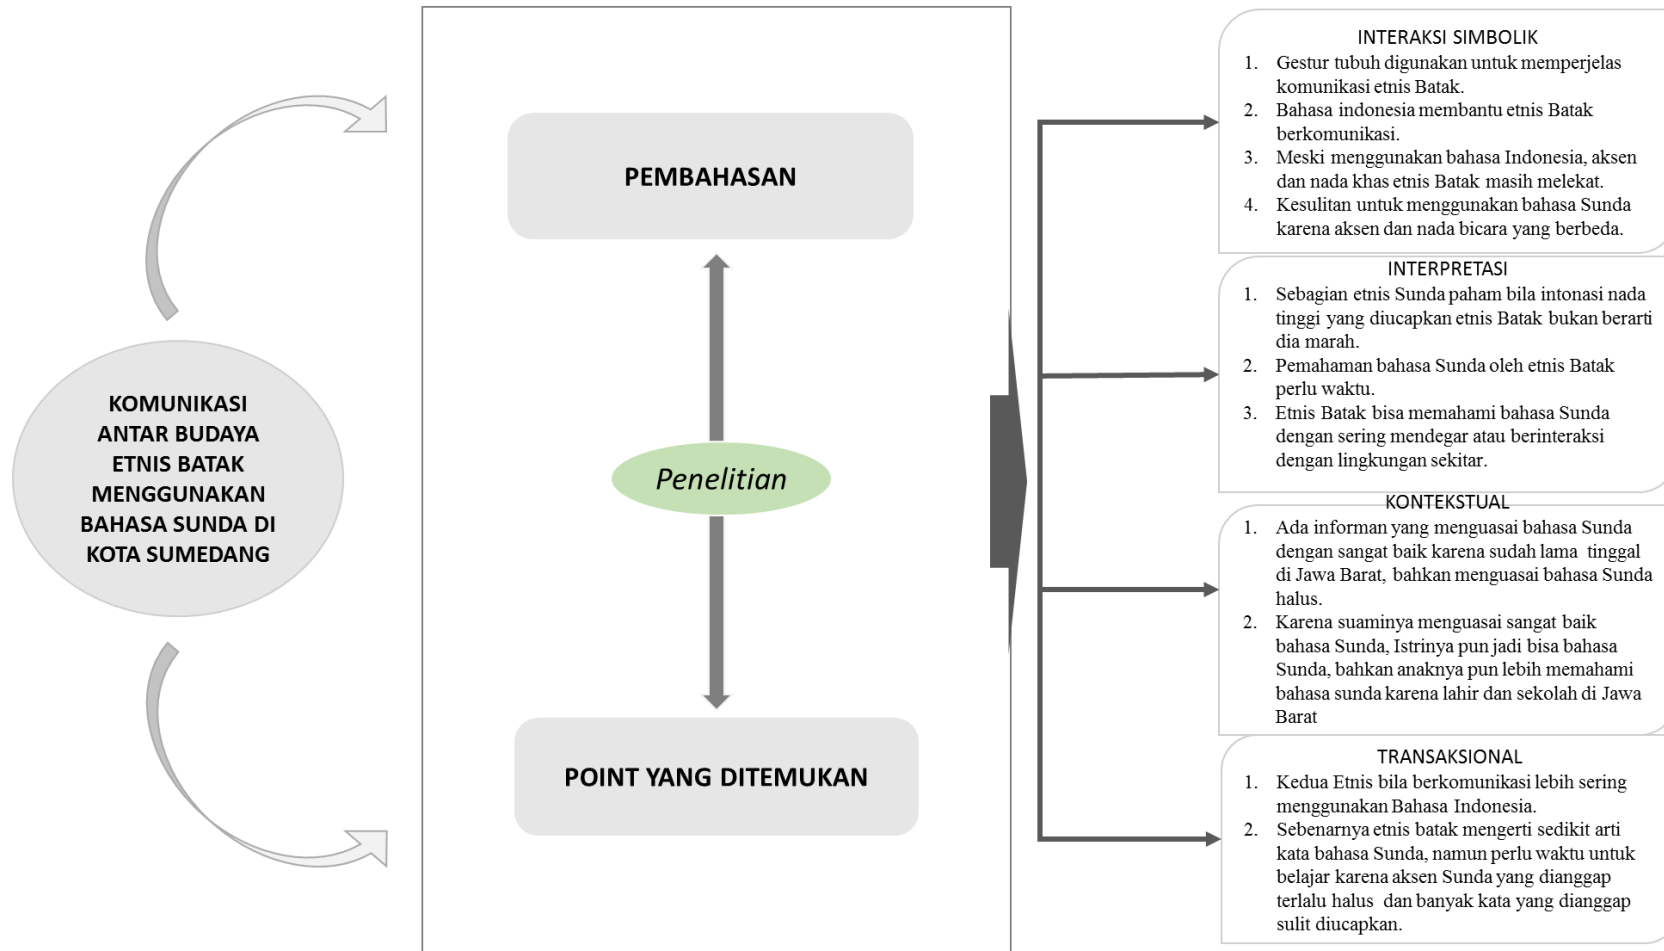 KOMUNIKASI
ANTAR BUDAYA
ETNIS BATAK
MENGGUNAKAN
BAHASA SUNDA DI
KOTA SUMEDANG
PEMBAHASAN
Penelitian
POINT YANG DITEMUKAN
INTERAKSI SIMBOLIK
1. Gestur tubuh digunakan untuk memperjelas
komunikasi etnis Batak.
2. Bahasa indonesia membantu etnis Batak
berkomunikasi.
3. Meski menggunakan bahasa Indonesia, aksen
dan nada khas etnis Batak masih melekat.
4. Kesulitan untuk menggunakan bahasa Sunda
karena aksen dan nada bicara yang berbeda.
INTERPRETASI
1. Sebagian etnis Sunda paham bila intonasi nada
tinggi yang diucapkan etnis Batak bukan berarti
dia marah.
2. Pemahaman bahasa Sunda oleh etnis Batak
perlu waktu.
3. Etnis Batak bisa memahami bahasa Sunda
dengan sering mendegar atau berinteraksi
dengan lingkungan sekitar.
KONTEKSTUAL
1. Ada informan yang menguasai bahasa Sunda
dengan sangat baik karena sudah lama tinggal
di Jawa Barat, bahkan menguasai bahasa Sunda
halus.
2. Karena suaminya menguasai sangat baik
bahasa Sunda, Istrinya pun jadi bisa bahasa
Sunda, bahkan anaknya pun lebih memahami
bahasa sunda karena lahir dan sekolah di Jawa
Barat
TRANSAKSIONAL
1. Kedua Etnis bila berkomunikasi lebih sering
menggunakan Bahasa Indonesia.
2. Sebenarnya etnis batak mengerti sedikit arti
kata bahasa Sunda, namun perlu waktu untuk
belajar karena aksen Sunda yang dianggap
terlalu halus dan banyak kata yang dianggap
sulit diucapkan.